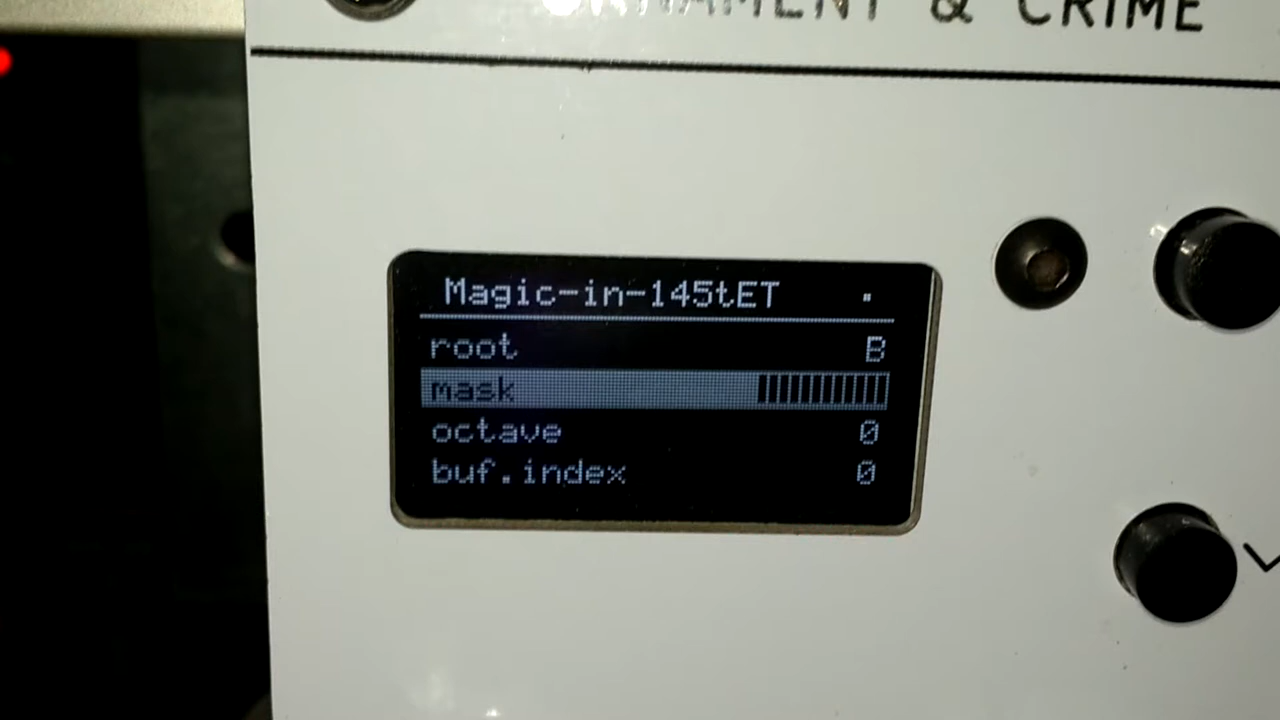 ORNAMENT & CRIME
Magic-in-145tET
root B
mask
octave 0
buf.index 0